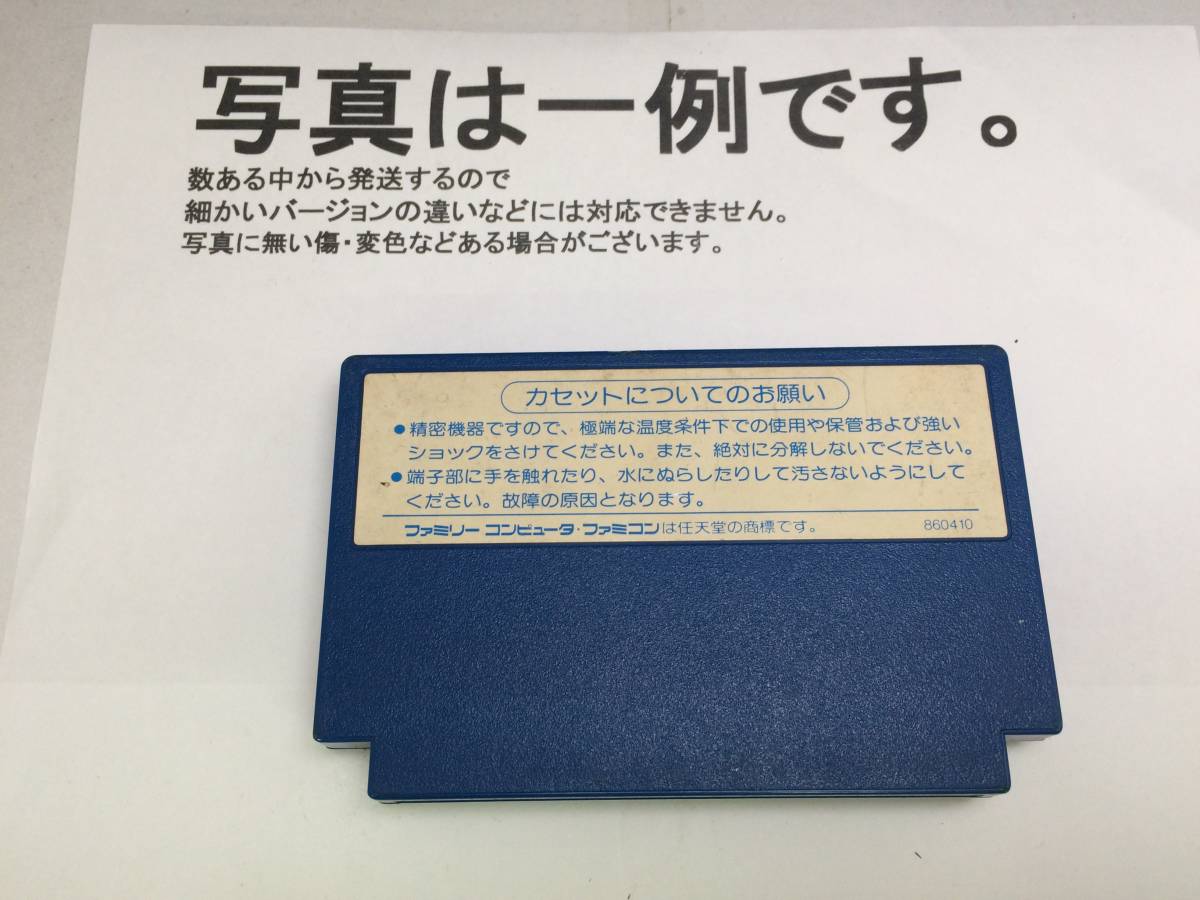 写真は一例です。
数ある中から発送するので
細かいバージョンの違いなどには対応できません。
写真に無い傷・変色などある場合がございます。
カセットについてのお願い
●精密機器ですので、極端な温度条件下での使用や保管および強い
ショックをさけてください。また、絶対に分解しないでください。
●端子部に手を触れたり、水にぬらしたりして汚さないようにして
ください。故障の原因となります。
ファミリー コンピュータ・ファミコンは任天堂の商標です。 860410